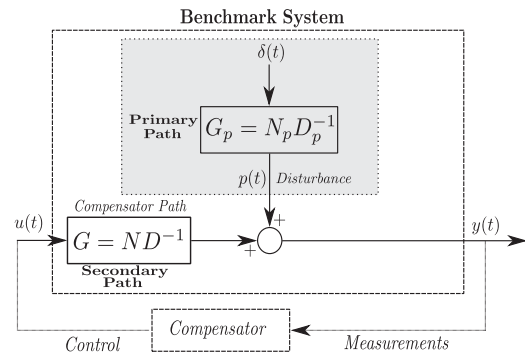 Benchmark System
δ(t)
Primary
Path
G_p = N_p D_p^{-1}
p(t) Disturbance
+
Compensator Path
u(t)
G = ND^{-1}
+
y(t)
Secondary
Path
Compensator
Control
Measurements